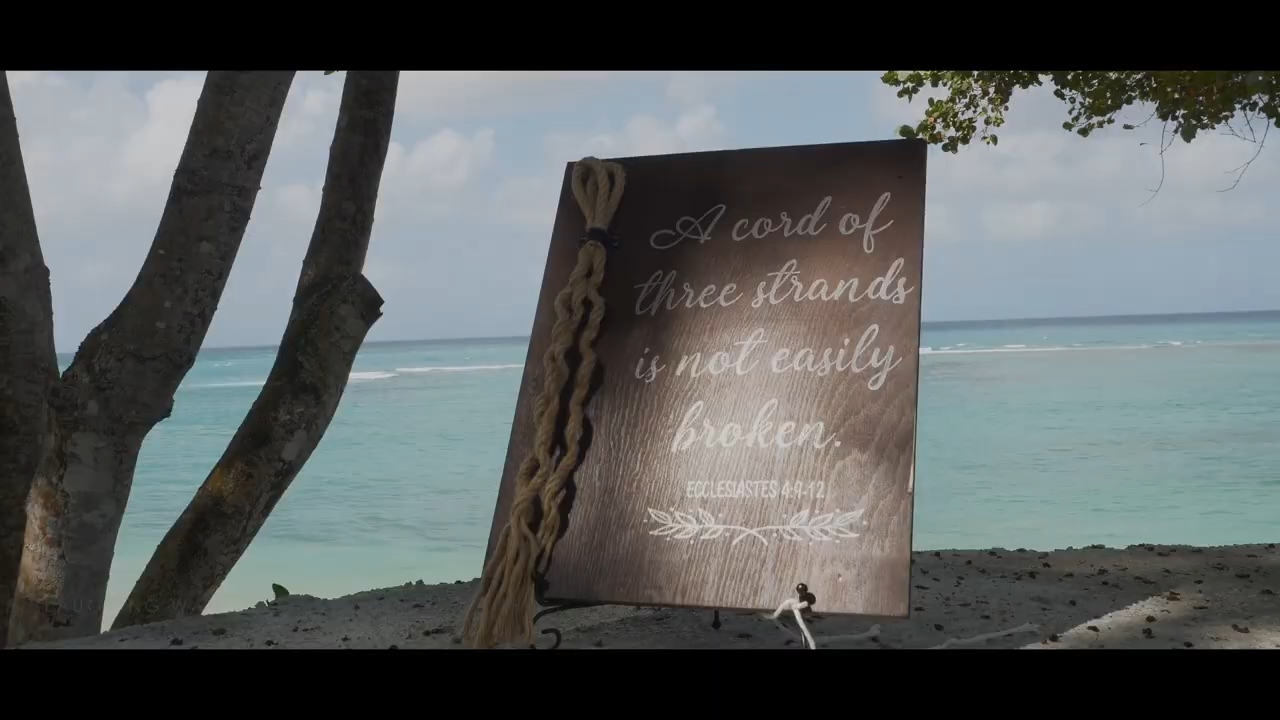 A cord of
three strands
is not easily
broken.
ECCLESIASTES 4:9-12